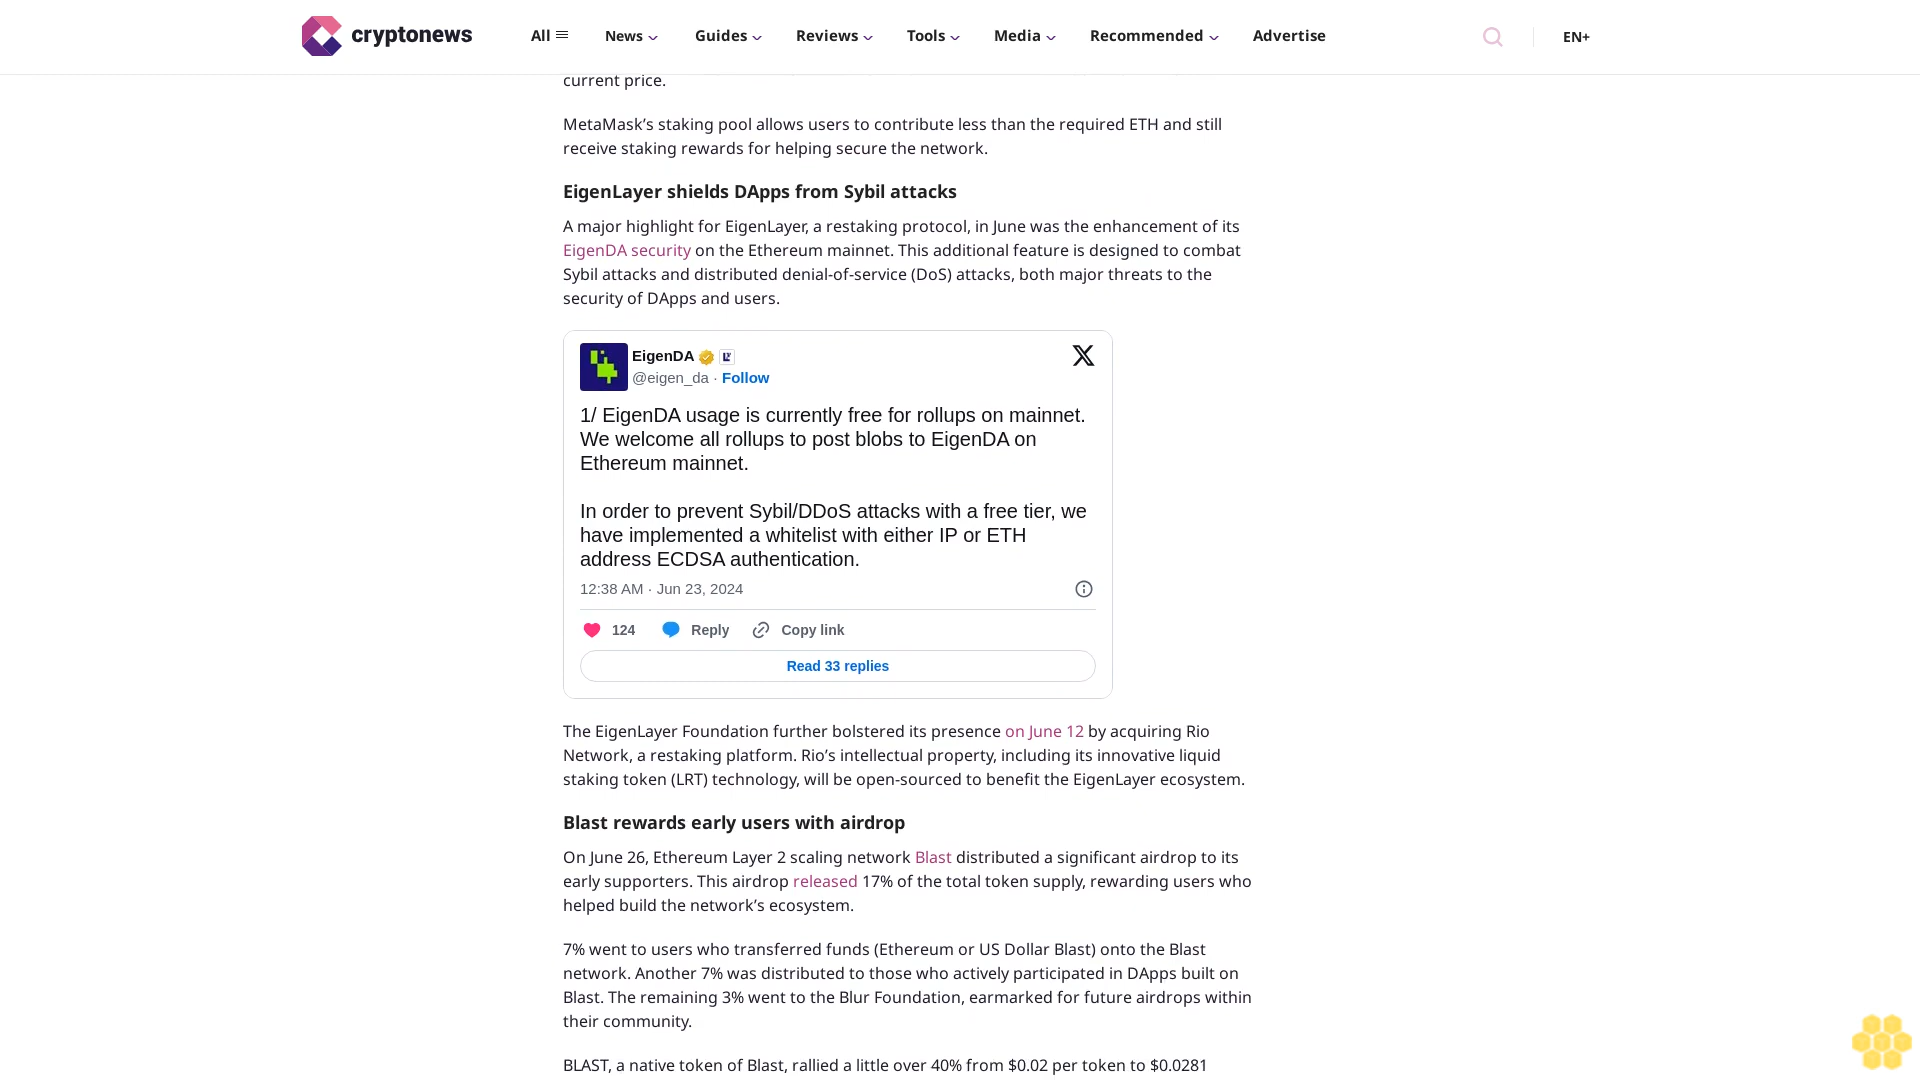 cryptonews
All
News
Guides
Reviews
Tools
Media
Recommended
Advertise
EN+
current price.
MetaMask’s staking pool allows users to contribute less than the required ETH and still
receive staking rewards for helping secure the network.
EigenLayer shields DApps from Sybil attacks
A major highlight for EigenLayer, a restaking protocol, in June was the enhancement of its
EigenDA security on the Ethereum mainnet. This additional feature is designed to combat
Sybil attacks and distributed denial-of-service (DoS) attacks, both major threats to the
security of DApps and users.
EigenDA
@eigen_da · Follow
1/ EigenDA usage is currently free for rollups on mainnet.
We welcome all rollups to post blobs to EigenDA on
Ethereum mainnet.
In order to prevent Sybil/DDoS attacks with a free tier, we
have implemented a whitelist with either IP or ETH
address ECDSA authentication.
12:38 AM · Jun 23, 2024
124
Reply
Copy link
Read 33 replies
The EigenLayer Foundation further bolstered its presence on June 12 by acquiring Rio
Network, a restaking platform. Rio’s intellectual property, including its innovative liquid
staking token (LRT) technology, will be open-sourced to benefit the EigenLayer ecosystem.
Blast rewards early users with airdrop
On June 26, Ethereum Layer 2 scaling network Blast distributed a significant airdrop to its
early supporters. This airdrop released 17% of the total token supply, rewarding users who
helped build the network’s ecosystem.
7% went to users who transferred funds (Ethereum or US Dollar Blast) onto the Blast
network. Another 7% was distributed to those who actively participated in DApps built on
Blast. The remaining 3% went to the Blur Foundation, earmarked for future airdrops within
their community.
BLAST, a native token of Blast, rallied a little over 40% from $0.02 per token to $0.0281